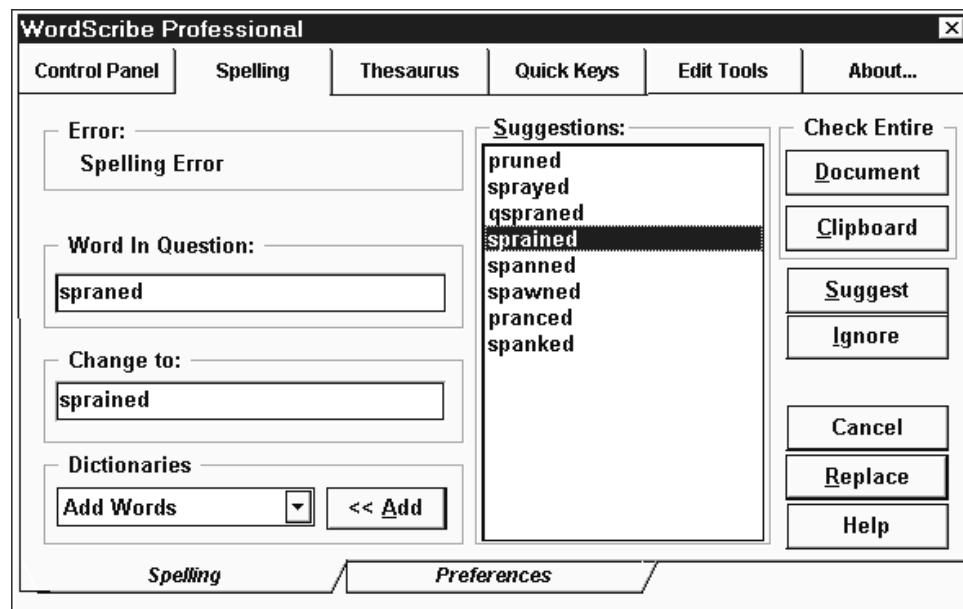 WordScribe Professional
Control Panel
Spelling
Thesaurus
Quick Keys
Edit Tools
About...
Error:
Spelling Error
Word In Question:
spraned
Change to:
sprained
Dictionaries
Add Words
<< Add
Suggestions:
pruned
sprayed
qspraned
sprained
spanned
spawned
pranced
spanked
Check Entire
Document
Clipboard
Suggest
Ignore
Cancel
Replace
Help
Spelling
Preferences